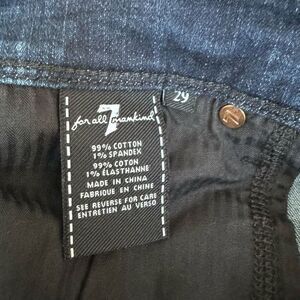 7
for all mankind
29
99% COTTON
1% SPANDEX
99% COTON
1% ÉLASTHANNE
MADE IN CHINA
FABRIQUÉ EN CHINE
SEE REVERSE FOR CARE
ENTRETIEN AU VERSO